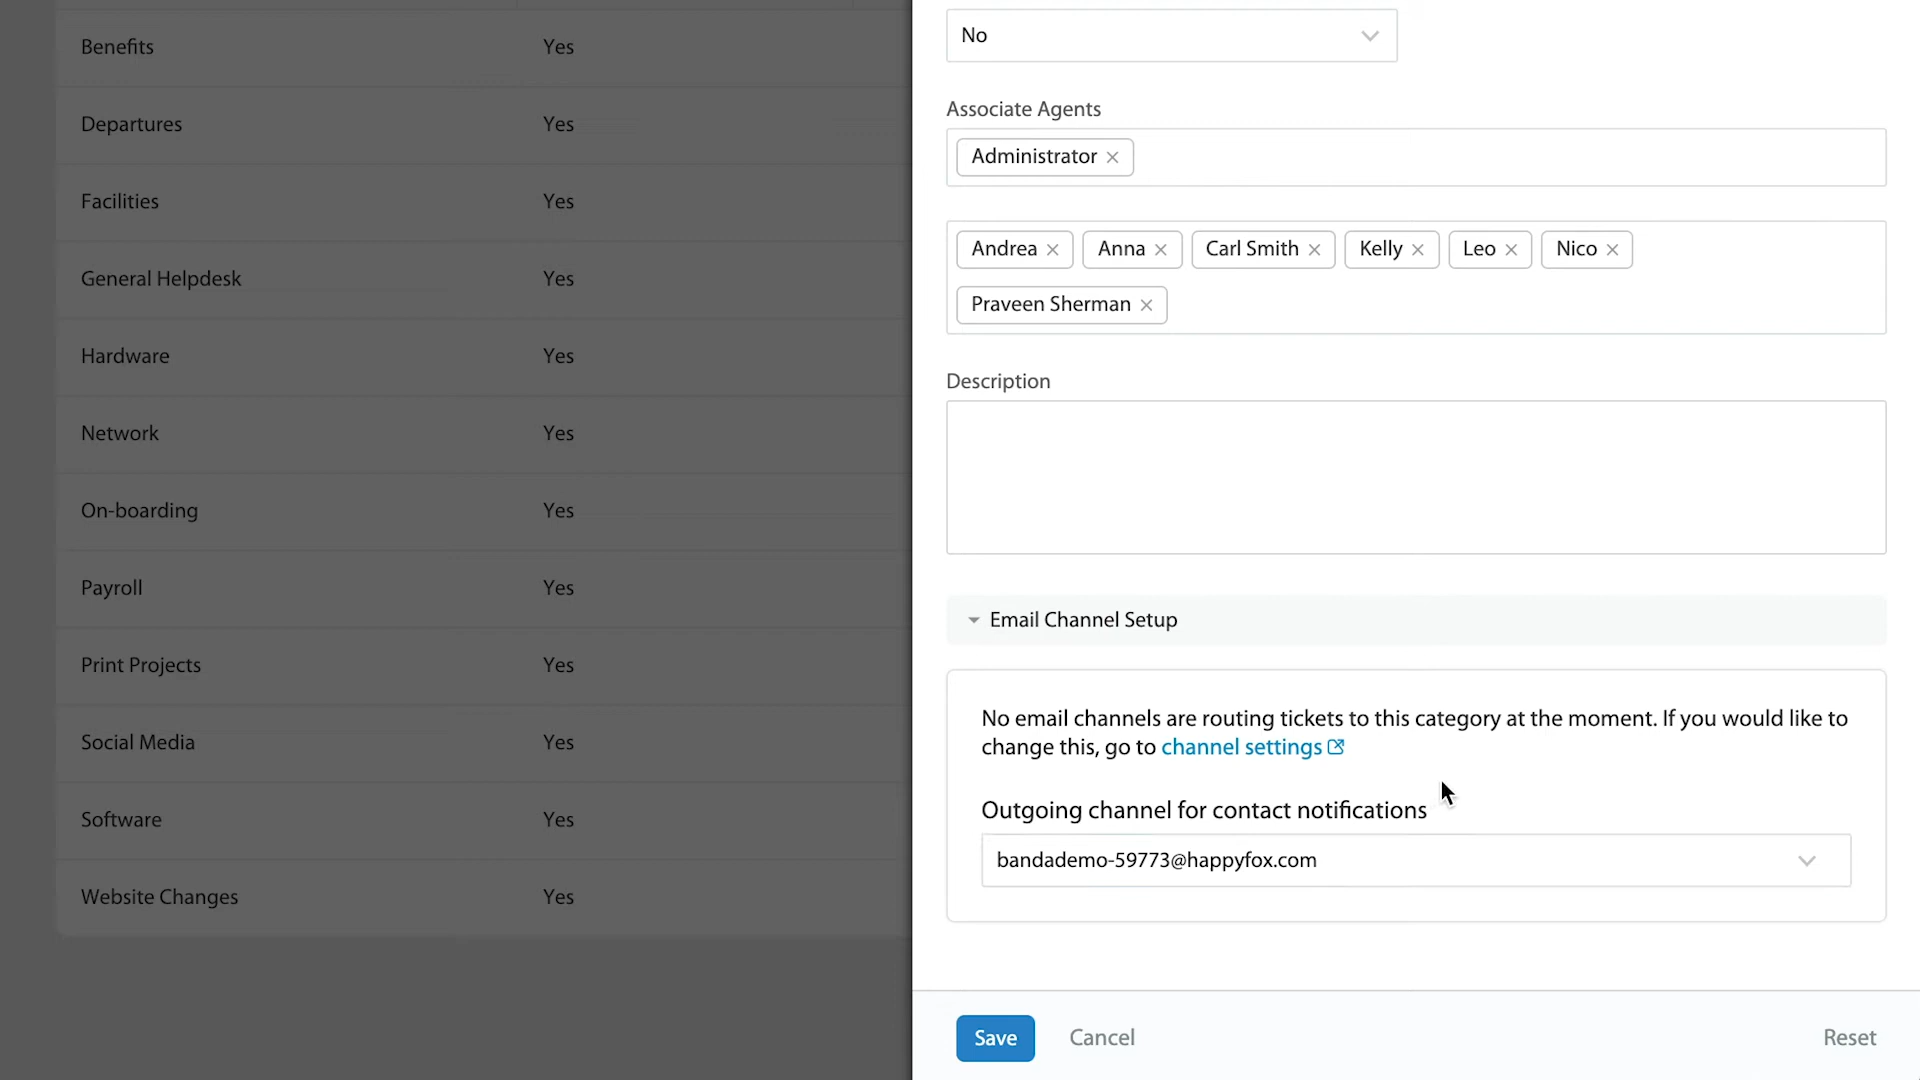 Benefits Yes
Departures Yes
Facilities Yes
General Helpdesk Yes
Hardware Yes
Network Yes
On-boarding Yes
Payroll Yes
Print Projects Yes
Social Media Yes
Software Yes
Website Changes Yes
No
Associate Agents
Administrator
Andrea Anna Carl Smith Kelly Leo Nico
Praveen Sherman
Description
Email Channel Setup
No email channels are routing tickets to this category at the moment. If you would like to
change this, go to channel settings
Outgoing channel for contact notifications
bandademo-59773@happyfox.com
Save Cancel Reset